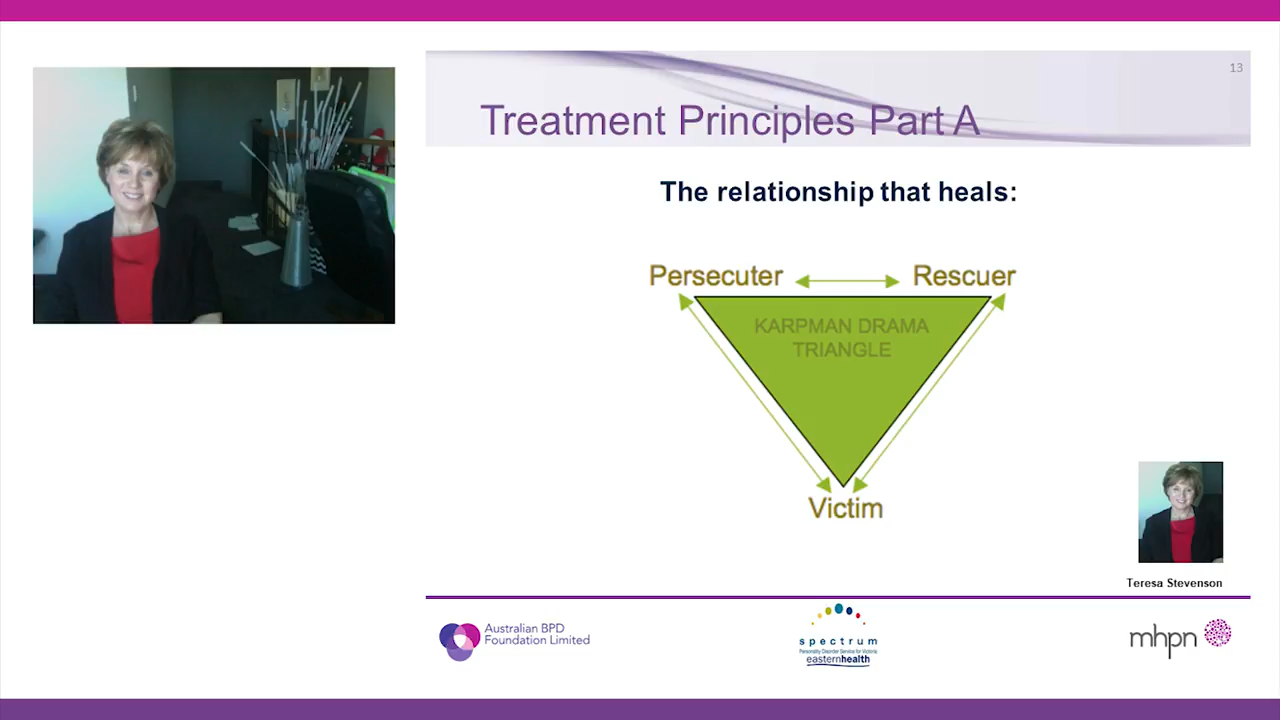 13
Treatment Principles Part A
The relationship that heals:
Persecuter
Rescuer
KARPMAN DRAMA
TRIANGLE
Victim
Teresa Stevenson
Australian BPD
Foundation Limited
spectrum
Personality Disorder Service for Victoria
easternhealth
mhpn